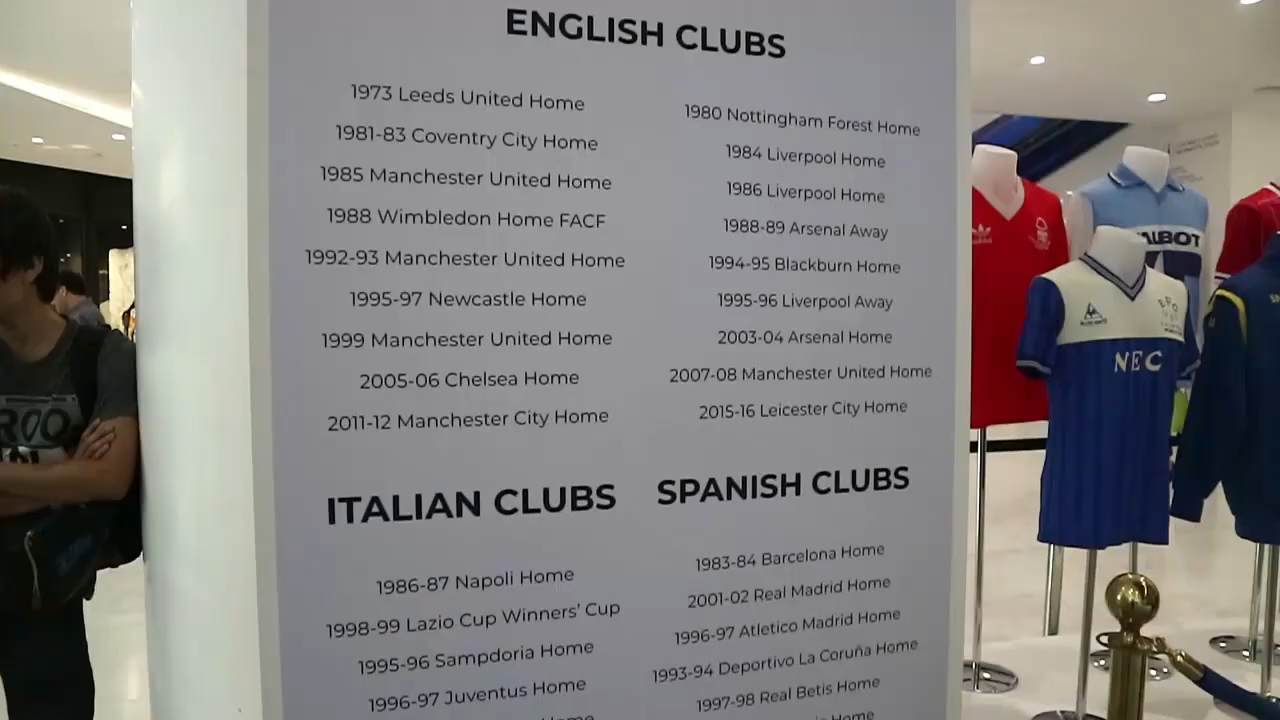 ENGLISH CLUBS
1973 Leeds United Home
1981-83 Coventry City Home
1985 Manchester United Home
1988 Wimbledon Home FACF
1992-93 Manchester United Home
1995-97 Newcastle Home
1999 Manchester United Home
2005-06 Chelsea Home
2011-12 Manchester City Home
1980 Nottingham Forest Home
1984 Liverpool Home
1986 Liverpool Home
1988-89 Arsenal Away
1994-95 Blackburn Home
1995-96 Liverpool Away
2003-04 Arsenal Home
2007-08 Manchester United Home
2015-16 Leicester City Home
ITALIAN CLUBS
1986-87 Napoli Home
1998-99 Lazio Cup Winners' Cup
1995-96 Sampdoria Home
1996-97 Juventus Home
Home
SPANISH CLUBS
1983-84 Barcelona Home
2001-02 Real Madrid Home
1996-97 Atletico Madrid Home
1993-94 Deportivo La Coruña Home
1997-98 Real Betis Home
Home
NEC